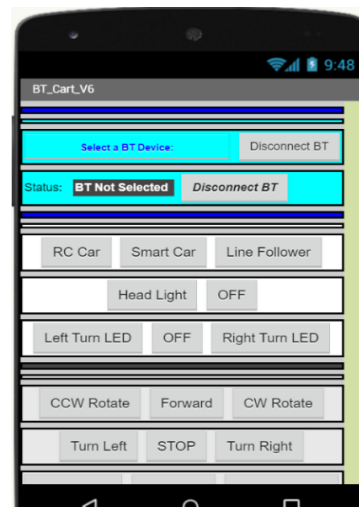 9:48
BT_Cart_V6
Select a BT Device: Disconnect BT
Status: BT Not Selected Disconnect BT
RC Car Smart Car Line Follower
Head Light OFF
Left Turn LED OFF Right Turn LED
CCW Rotate Forward CW Rotate
Turn Left STOP Turn Right